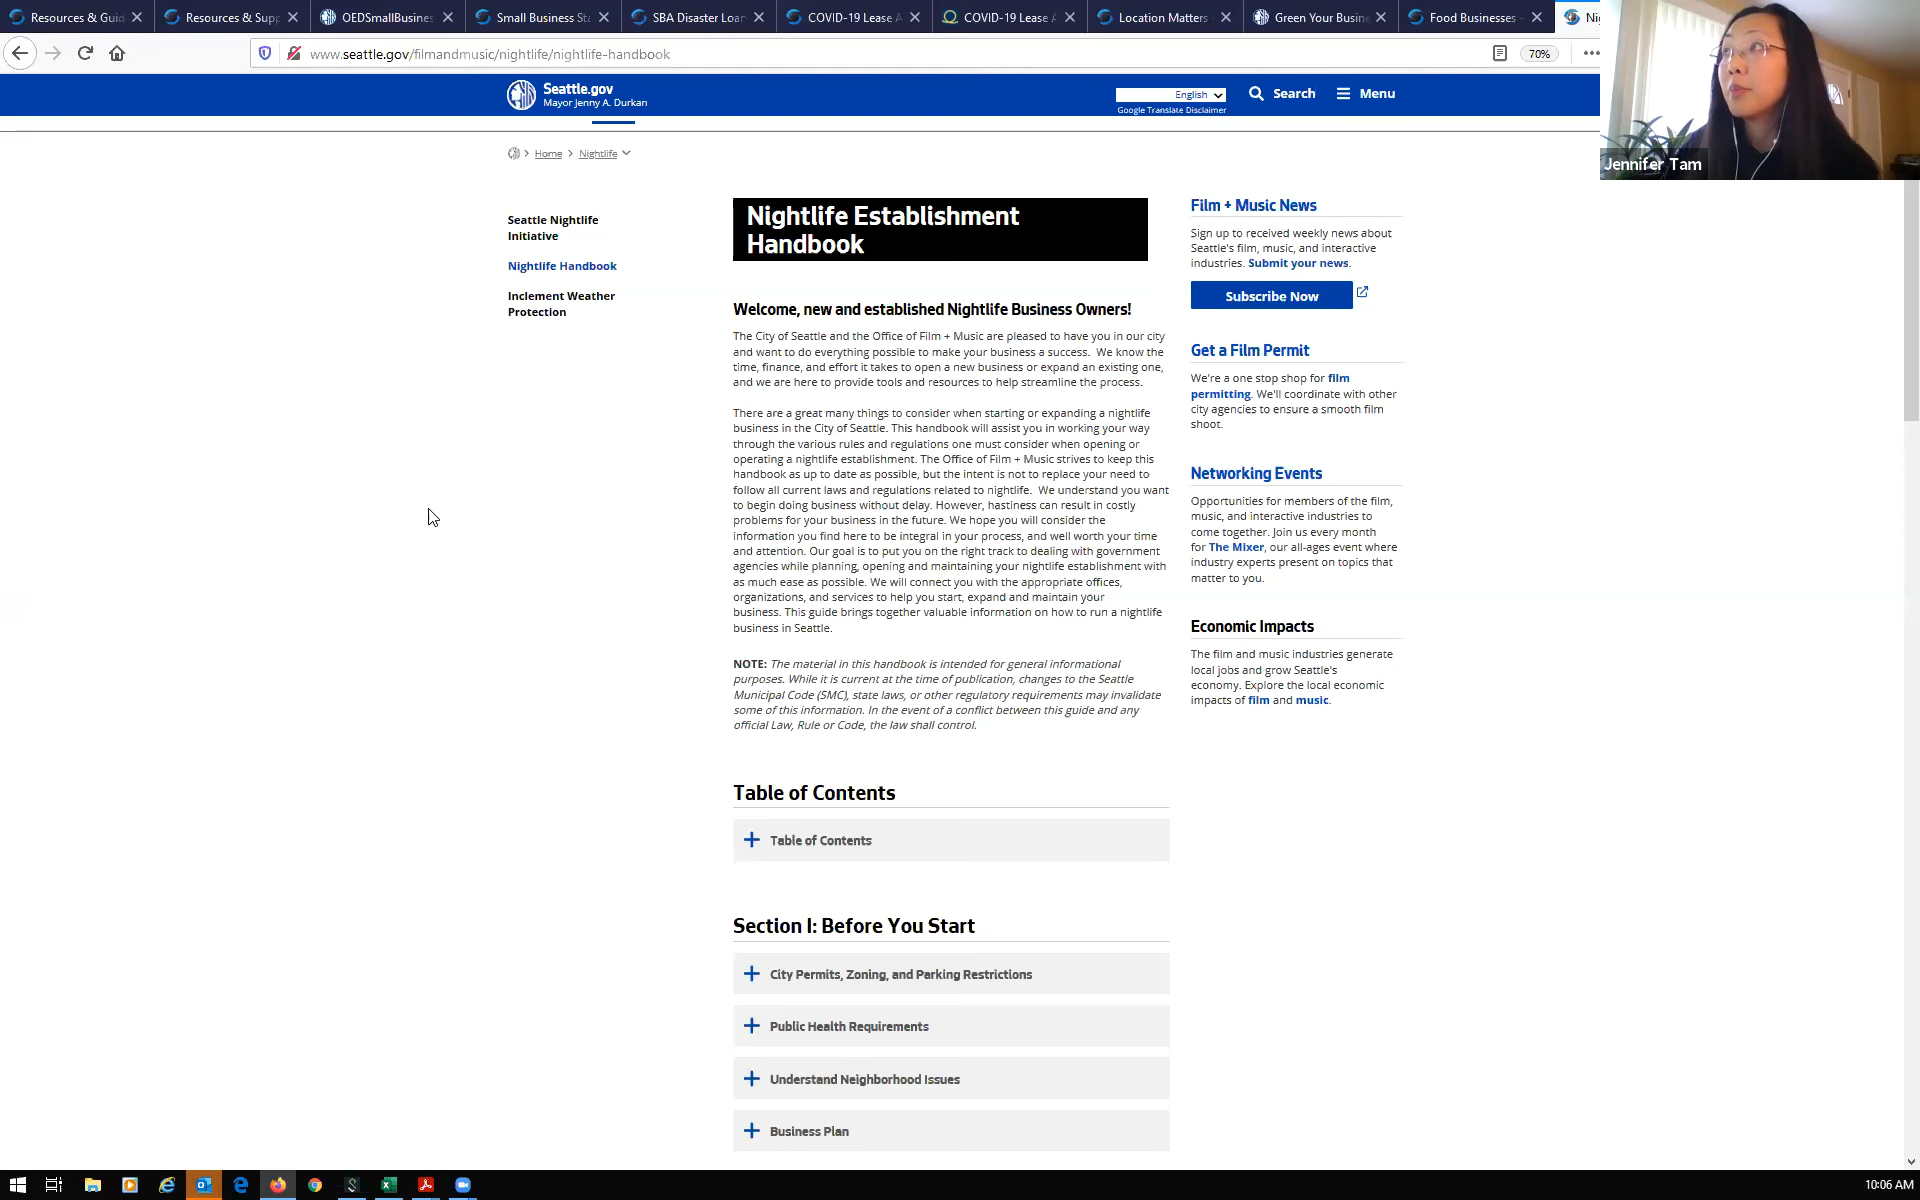 Resources & Guid
Resources & Supp
OEDSmallBusines
Small Business Sta
SBA Disaster Loan
COVID-19 Lease A
COVID-19 Lease A
Location Matters -
Green Your Busin
Food Businesses -
Ni
www.seattle.gov/filmandmusic/nightlife/nightlife-handbook
70%
Seattle.gov
Mayor Jenny A. Durkan
English
Google Translate Disclaimer
Search
Menu
Jennifer Tam
Home
Nightlife
Seattle Nightlife
Initiative
Nightlife Handbook
Inclement Weather
Protection
Nightlife Establishment
Handbook
Welcome, new and established Nightlife Business Owners!
The City of Seattle and the Office of Film + Music are pleased to have you in our city
and want to do everything possible to make your business a success. We know the
time, finance, and effort it takes to open a new business or expand an existing one,
and we are here to provide tools and resources to help streamline the process.
There are a great many things to consider when starting or expanding a nightlife
business in the City of Seattle. This handbook will assist you in working your way
through the various rules and regulations one must consider when opening or
operating a nightlife establishment. The Office of Film + Music strives to keep this
handbook as up to date as possible, but the intent is not to replace your need to
follow all current laws and regulations related to nightlife. We understand you want
to begin doing business without delay. However, hastiness can result in costly
problems for your business in the future. We hope you will consider the
information you find here to be integral in your process, and well worth your time
and attention. Our goal is to put you on the right track to dealing with government
agencies while planning, opening and maintaining your nightlife establishment with
as much ease as possible. We will connect you with the appropriate offices,
organizations, and services to help you start, expand and maintain your
business. This guide brings together valuable information on how to run a nightlife
business in Seattle.
NOTE: The material in this handbook is intended for general informational
purposes. While it is current at the time of publication, changes to the Seattle
Municipal Code (SMC), state laws, or other regulatory requirements may invalidate
some of this information. In the event of a conflict between this guide and any
official Law, Rule or Code, the law shall control.
Table of Contents
Table of Contents
Section I: Before You Start
City Permits, Zoning, and Parking Restrictions
Public Health Requirements
Understand Neighborhood Issues
Business Plan
Film + Music News
Sign up to received weekly news about
Seattle's film, music, and interactive
industries. Submit your news.
Subscribe Now
Get a Film Permit
We're a one stop shop for film
permitting. We'll coordinate with other
city agencies to ensure a smooth film
shoot.
Networking Events
Opportunities for members of the film,
music, and interactive industries to
come together. Join us every month
for The Mixer, our all-ages event where
industry experts present on topics that
matter to you.
Economic Impacts
The film and music industries generate
local jobs and grow Seattle's
economy. Explore the local economic
impacts of film and music.
10:06 AM